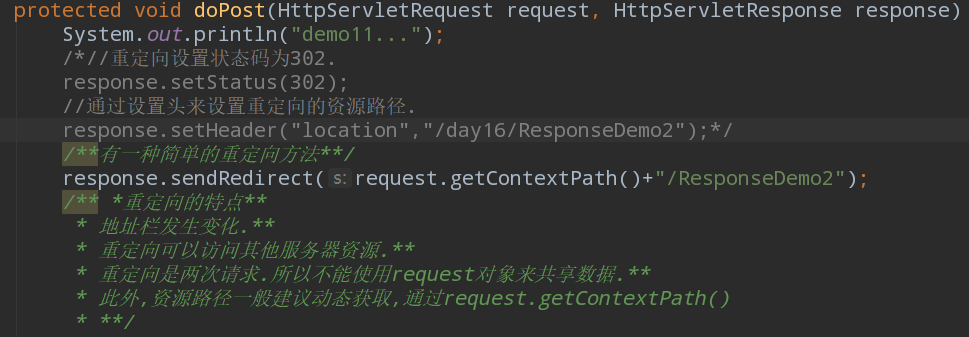 protected void doPost(HttpServletRequest request, HttpServletResponse response)
System.out.println("demo11...");
/*//重定向设置状态码为302.
response.setStatus(302);
//通过设置头来设置重定向的资源路径.
response.setHeader("location","/day16/ResponseDemo2");*/
/**有一种简单的重定向方法**/
response.sendRedirect( s: request.getContextPath()+"/ResponseDemo2");
/** *重定向的特点**
* 地址栏发生变化.**
* 重定向可以访问其他服务器资源.**
* 重定向是两次请求.所以不能使用request对象来共享数据.**
* 此外,资源路径一般建议动态获取,通过request.getContextPath()
* **/